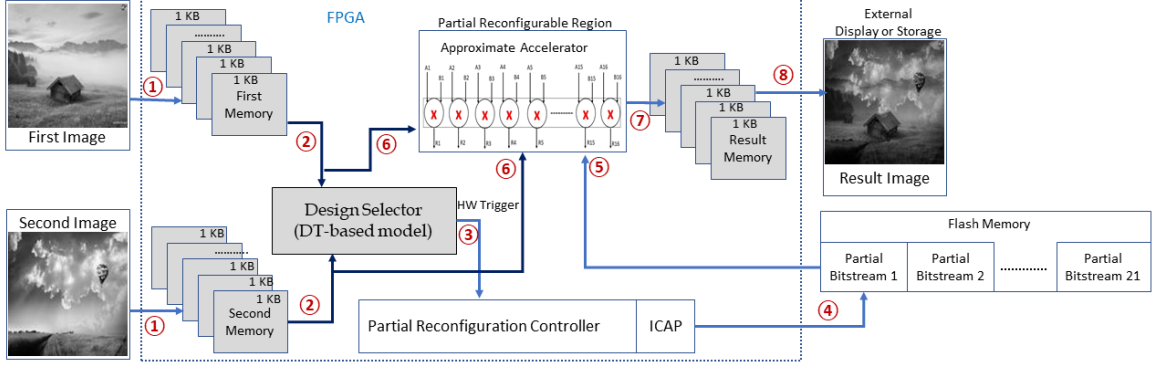 FPGA
1 KB
..........
1 KB
1 KB
1 KB
First
Memory
First Image
1
2
6
Partial Reconfigurable Region
Approximate Accelerator
A1 A2 A3 A4 A5 A15 A16
B1 B2 B3 B4 B5 B15 B16
X X X X X .......... X X
R1 R2 R3 R4 R5 R15 R16
7
1 KB
..........
1 KB
1 KB
1 KB
Result
Memory
8
External
Display or Storage
Result Image
6
5
Design Selector
(DT-based model)
HW Trigger
3
Second Image
1 KB
..........
1 KB
1 KB
1 KB
Second
Memory
1
2
Partial Reconfiguration Controller
ICAP
4
Flash Memory
Partial
Bitstream 1
Partial
Bitstream 2
............
Partial
Bitstream 21